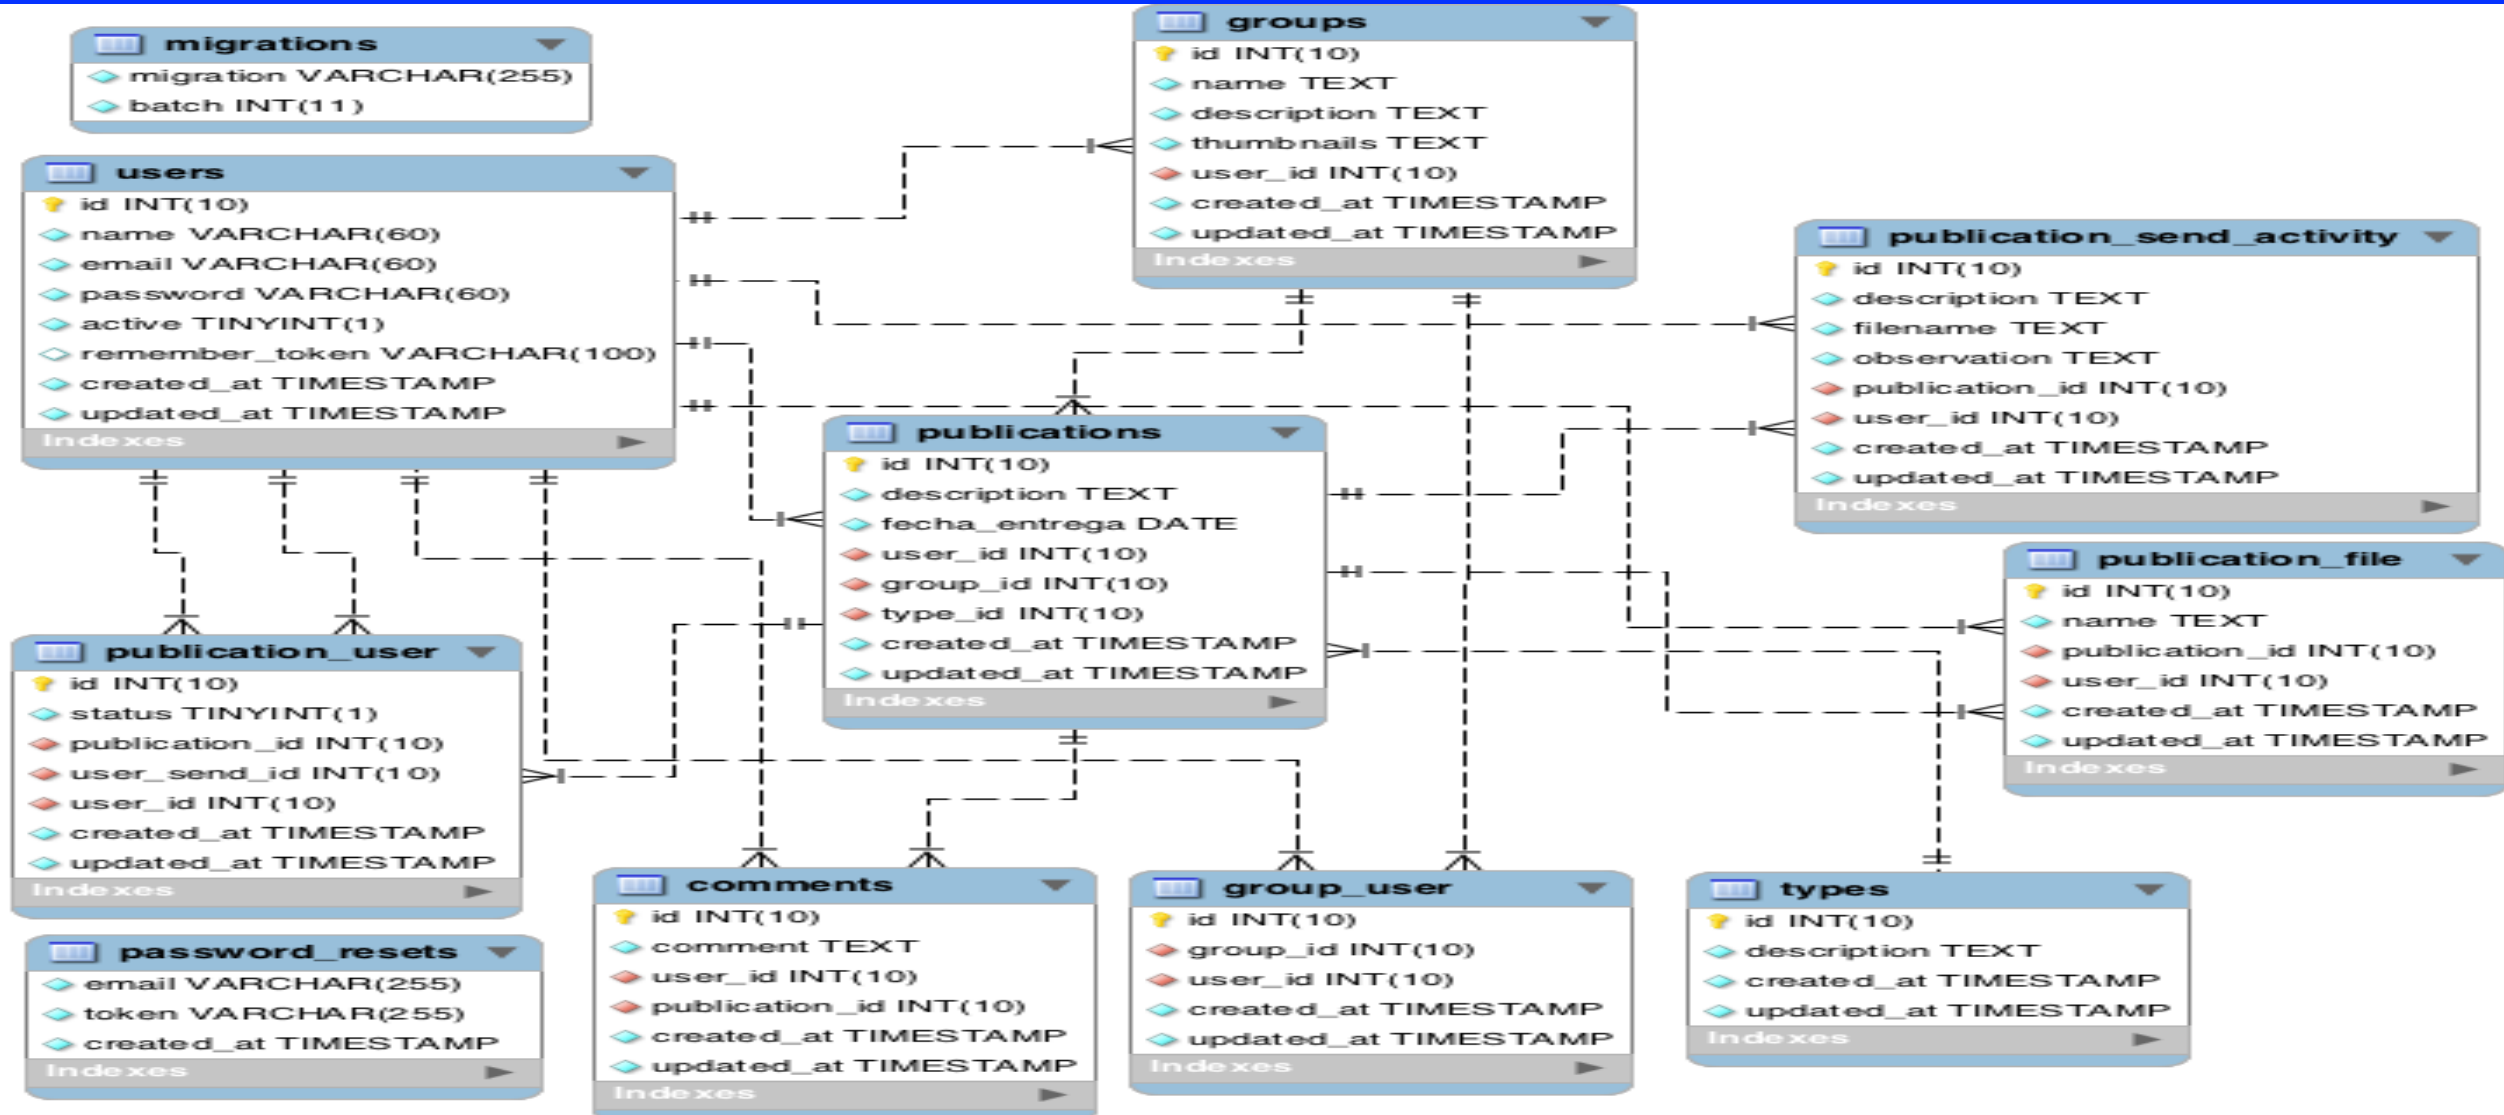 migrations
migration VARCHAR(255)
batch INT(11)
groups
id INT(10)
name TEXT
description TEXT
thumbnails TEXT
user_id INT(10)
created_at TIMESTAMP
updated_at TIMESTAMP
Indexes
users
id INT(10)
name VARCHAR(60)
email VARCHAR(60)
password VARCHAR(60)
active TINYINT(1)
remember_token VARCHAR(100)
created_at TIMESTAMP
updated_at TIMESTAMP
Indexes
publication_send_activity
id INT(10)
description TEXT
filename TEXT
observation TEXT
publication_id INT(10)
user_id INT(10)
created_at TIMESTAMP
updated_at TIMESTAMP
Indexes
publications
id INT(10)
description TEXT
fecha_entrega DATE
user_id INT(10)
group_id INT(10)
type_id INT(10)
created_at TIMESTAMP
updated_at TIMESTAMP
Indexes
publication_file
id INT(10)
name TEXT
publication_id INT(10)
user_id INT(10)
created_at TIMESTAMP
updated_at TIMESTAMP
Indexes
publication_user
id INT(10)
status TINYINT(1)
publication_id INT(10)
user_send_id INT(10)
user_id INT(10)
created_at TIMESTAMP
updated_at TIMESTAMP
Indexes
password_resets
email VARCHAR(255)
token VARCHAR(255)
created_at TIMESTAMP
Indexes
comments
id INT(10)
comment TEXT
user_id INT(10)
publication_id INT(10)
created_at TIMESTAMP
updated_at TIMESTAMP
Indexes
group_user
id INT(10)
group_id INT(10)
user_id INT(10)
created_at TIMESTAMP
updated_at TIMESTAMP
Indexes
types
id INT(10)
description TEXT
created_at TIMESTAMP
updated_at TIMESTAMP
Indexes